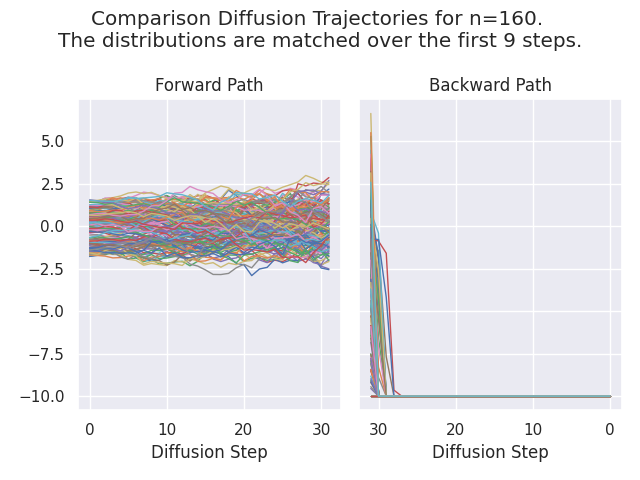 Comparison Diffusion Trajectories for n=160.
The distributions are matched over the first 9 steps.
Forward Path
Backward Path
5.0
2.5
0.0
−2.5
−5.0
−7.5
−10.0
0 10 20 30
30 20 10 0
Diffusion Step
Diffusion Step